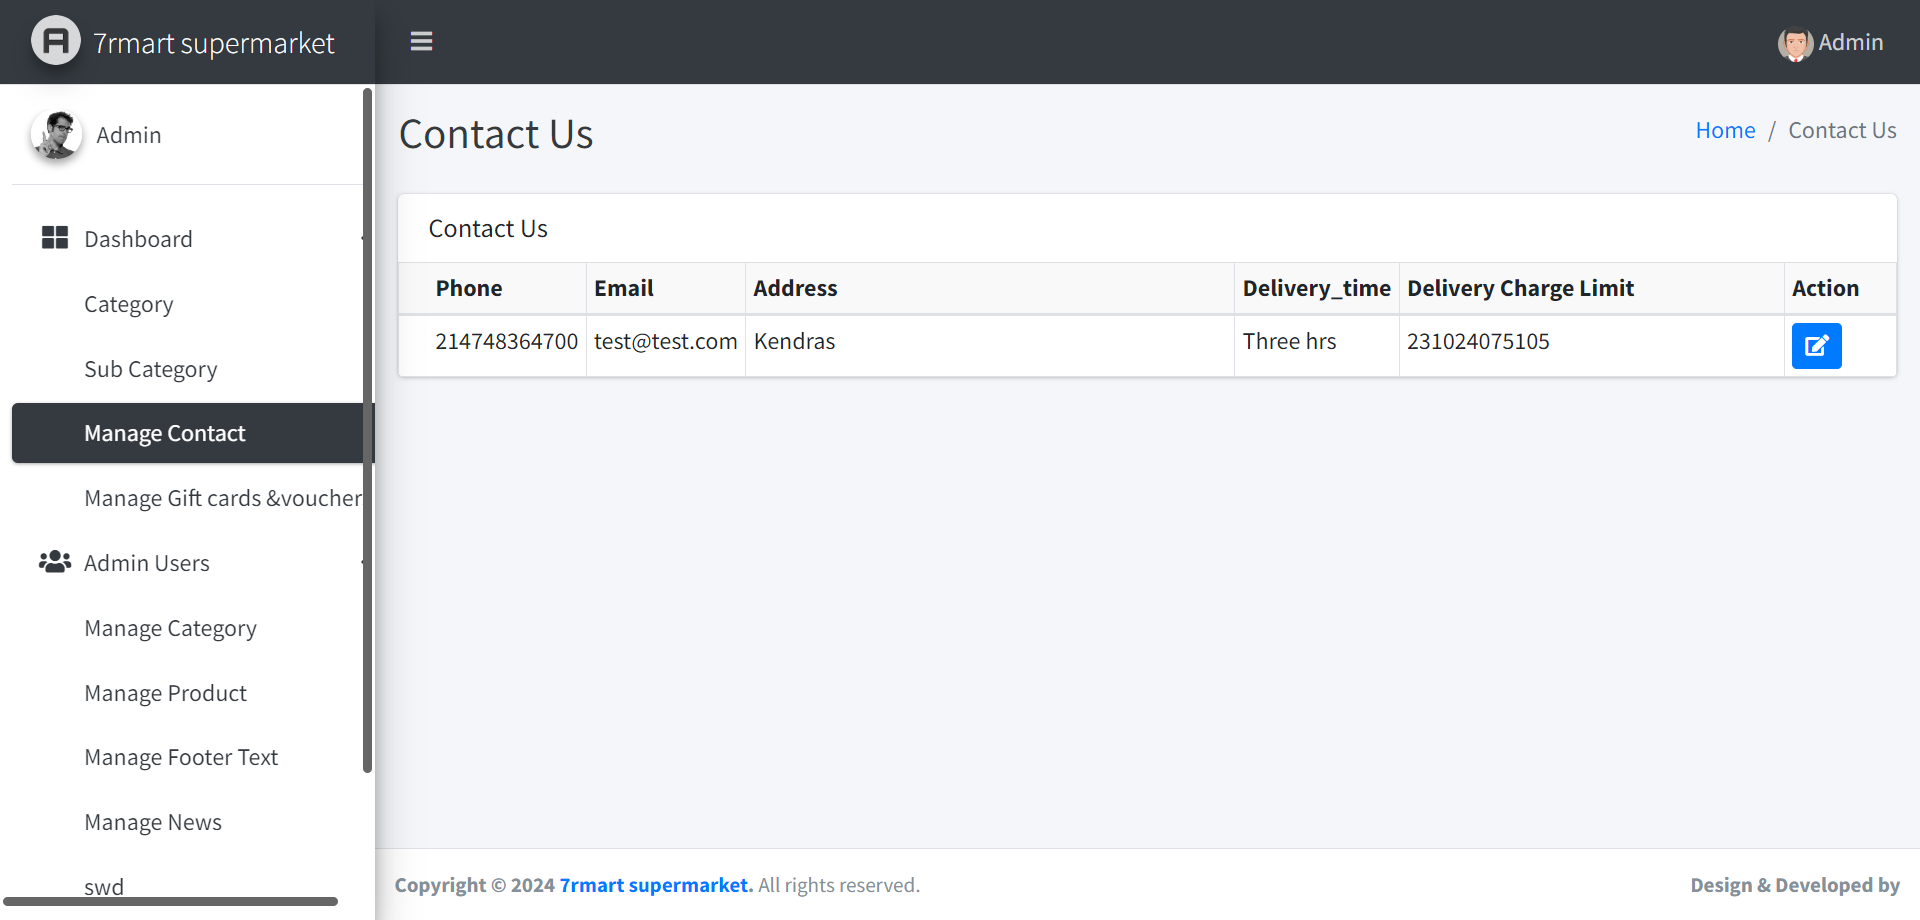 7rmart supermarket
Admin
Admin
Contact Us
Home / Contact Us
Dashboard
Category
Sub Category
Manage Contact
Manage Gift cards &voucher
Admin Users
Manage Category
Manage Product
Manage Footer Text
Manage News
swd
Contact Us
Phone Email Address Delivery_time Delivery Charge Limit Action
214748364700 test@test.com Kendras Three hrs 231024075105
Copyright © 2024 7rmart supermarket. All rights reserved.
Design & Developed by